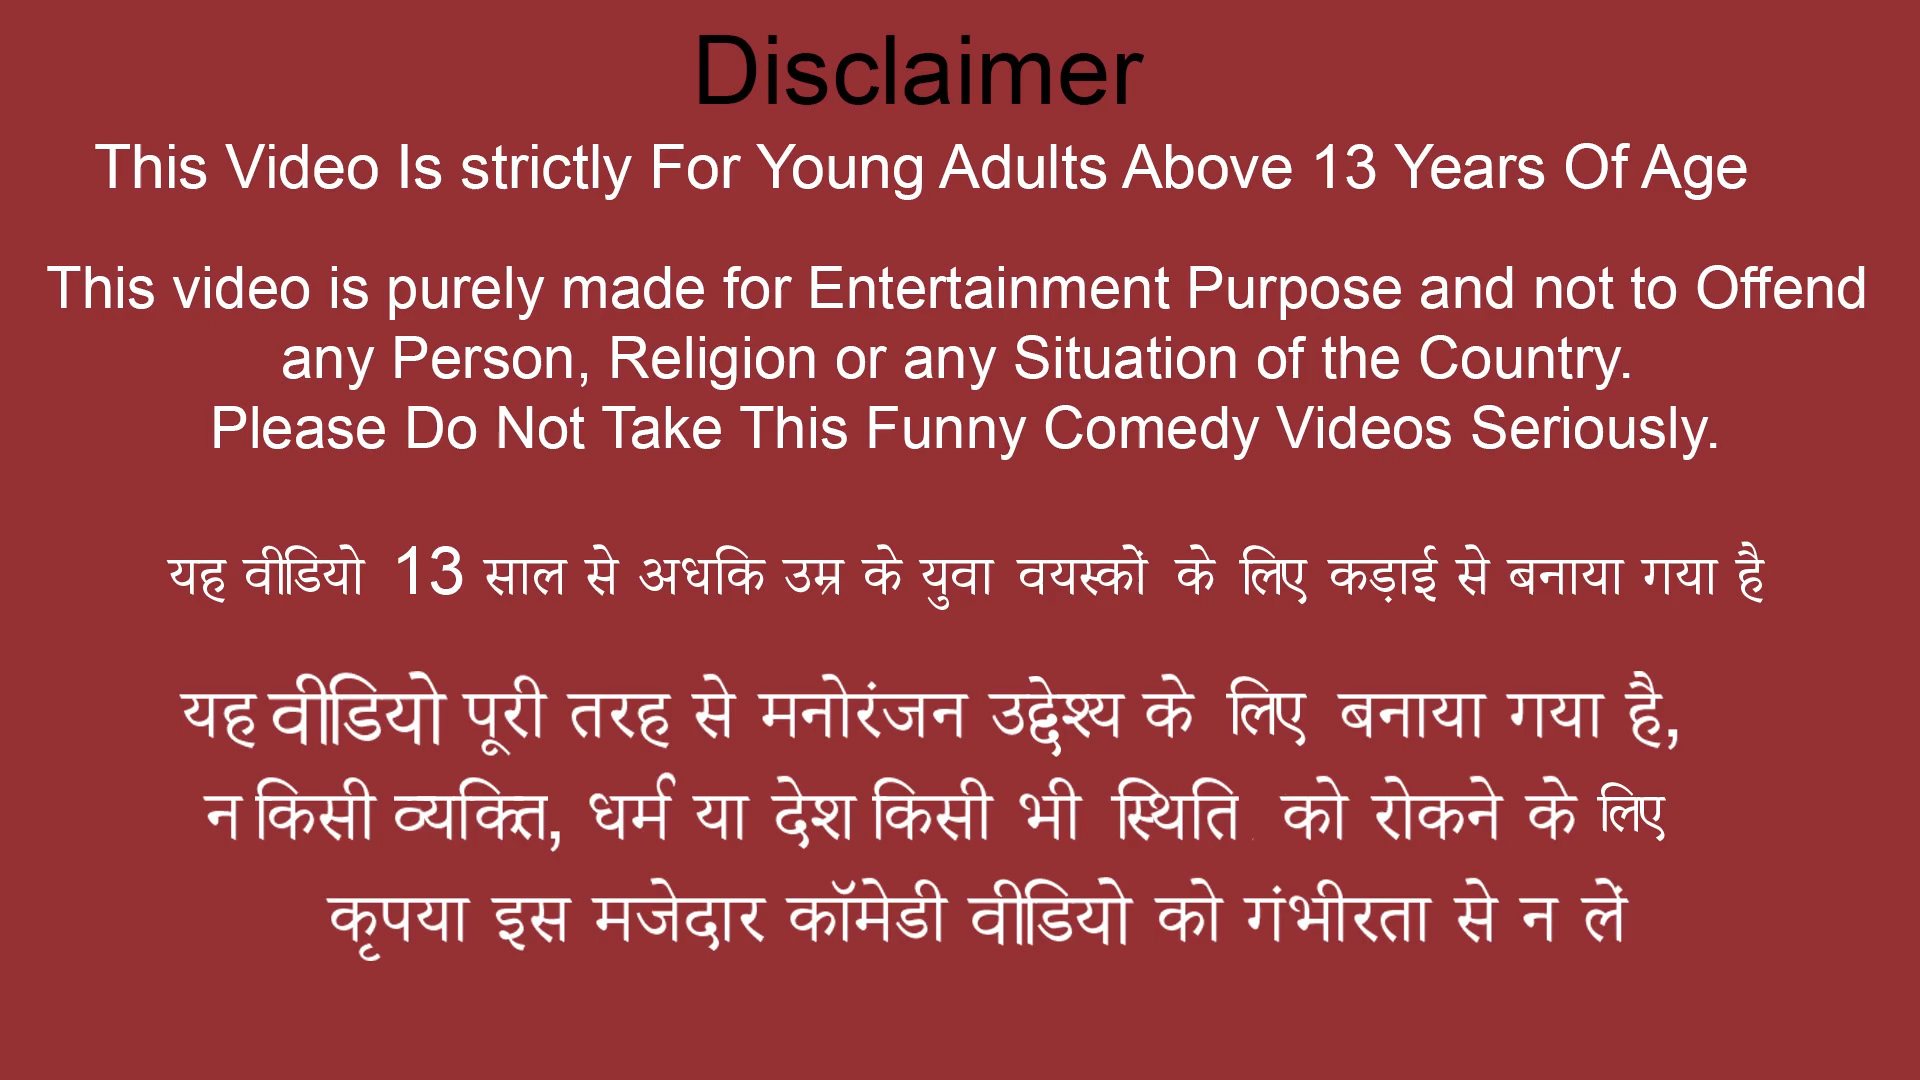 Disclaimer
This Video Is strictly For Young Adults Above 13 Years Of Age
This video is purely made for Entertainment Purpose and not to Offend
any Person, Religion or any Situation of the Country.
Please Do Not Take This Funny Comedy Videos Seriously.
यह वीडियो 13 साल से अधकि उम्र के युवा वयस्कों के लिए कड़ाई से बनाया गया है
यह वीडियो पूरी तरह से मनोरंजन उद्देश्य के लिए बनाया गया है,
न किसी व्यक्ति, धर्म या देश किसी भी स्थिति को रोकने के लिए
कृपया इस मजेदार कॉमेडी वीडियो को गंभीरता से न लें